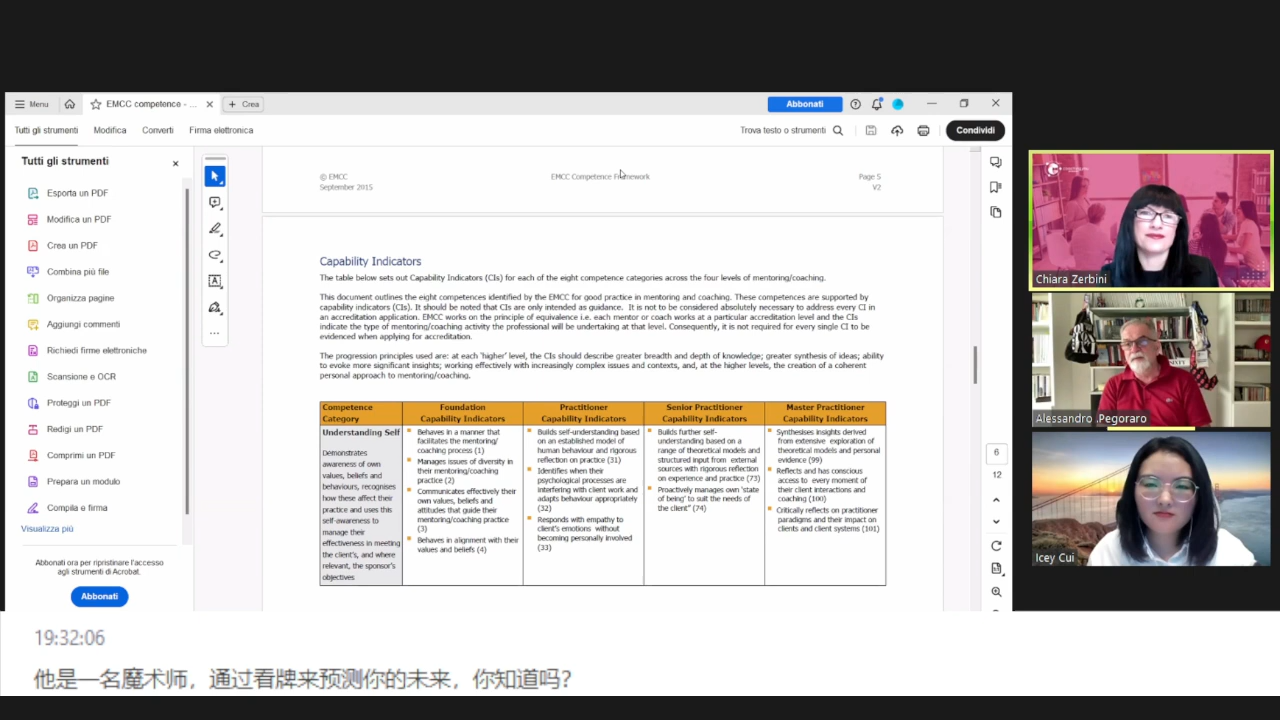 Menu
EMCC competence - ...
Crea
Abbonati
Tutti gli strumenti
Modifica
Converti
Firma elettronica
Trova testo o strumenti
Condividi
Tutti gli strumenti
Esporta un PDF
Modifica un PDF
Crea un PDF
Combina più file
Organizza pagine
Aggiungi commenti
Richiedi firme elettroniche
Scansione e OCR
Proteggi un PDF
Redigi un PDF
Comprimi un PDF
Prepara un modulo
Compila e firma
Visualizza più
Abbonati ora per ripristinare l'accesso
agli strumenti di Acrobat.
Abbonati
© EMCC
September 2015
EMCC Competence Framework
Page 5
V2
Capability Indicators
The table below sets out Capability Indicators (CIs) for each of the eight competence categories across the four levels of mentoring/coaching.
This document outlines the eight competences identified by the EMCC for good practice in mentoring and coaching. These competences are supported by
capability indicators (CIs). It should be noted that CIs are only intended as guidance. It is not to be considered absolutely necessary to address every CI in
an accreditation application. EMCC works on the principle of equivalence i.e. each mentor or coach works at a particular accreditation level and the CIs
indicate the type of mentoring/coaching activity the professional will be undertaking at that level. Consequently, it is not required for every single CI to be
evidenced when applying for accreditation.
The progression principles used are: at each 'higher' level, the CIs should describe greater breadth and depth of knowledge; greater synthesis of ideas; ability
to evoke more significant insights; working effectively with increasingly complex issues and contexts, and, at the higher levels, the creation of a coherent
personal approach to mentoring/coaching.
Competence
Category
Foundation
Capability Indicators
Practitioner
Capability Indicators
Senior Practitioner
Capability Indicators
Master Practitioner
Capability Indicators
Understanding Self
Demonstrates
awareness of own
values, beliefs and
behaviours, recognises
how these affect their
practice and uses this
self-awareness to
manage their
effectiveness in meeting
the client's, and where
relevant, the sponsor's
objectives
Behaves in a manner that
facilitates the mentoring/
coaching process (1)
Manages issues of diversity in
their mentoring/coaching
practice (2)
Communicates effectively their
own values, beliefs and
attitudes that guide their
mentoring/coaching practice
(3)
Behaves in alignment with their
values and beliefs (4)
Builds self-understanding based
on an established model of
human behaviour and rigorous
reflection on practice (31)
Identifies when their
psychological processes are
interfering with client work and
adapts behaviour appropriately
(32)
Responds with empathy to
client's emotions without
becoming personally involved
(33)
Builds further self-
understanding based on a
range of theoretical models and
structured input from external
sources with rigorous reflection
on experience and practice (73)
Proactively manages own 'state
of being' to suit the needs of
the client" (74)
Synthesises insights derived
from extensive exploration of
theoretical models and personal
evidence (99)
Reflects and has conscious
access to every moment of
their client interactions and
coaching (100)
Critically reflects on practitioner
paradigms and their impact on
clients and client systems (101)
6
12
Chiara Zerbini
Alessandro .Pegoraro
Icey Cui
19:32:06
他是一名魔术师，通过看牌来预测你的未来，你知道吗？